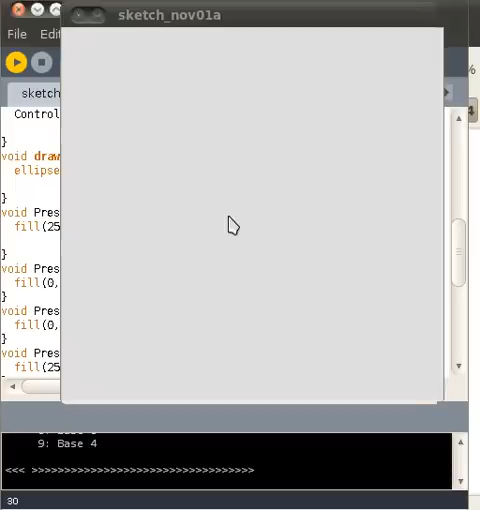 sketch_nov01a
File Edi
%
sketch
4
Control
}
void draw
ellipse
}
void Pres
fill(25
}
void Pres
fill(0,
}
void Pres
fill(0,
}
void Pres
fill(25
9: Base 4
<<< >>>>>>>>>>>>>>>>>>>>>>>>>>>>>>>>>>
30